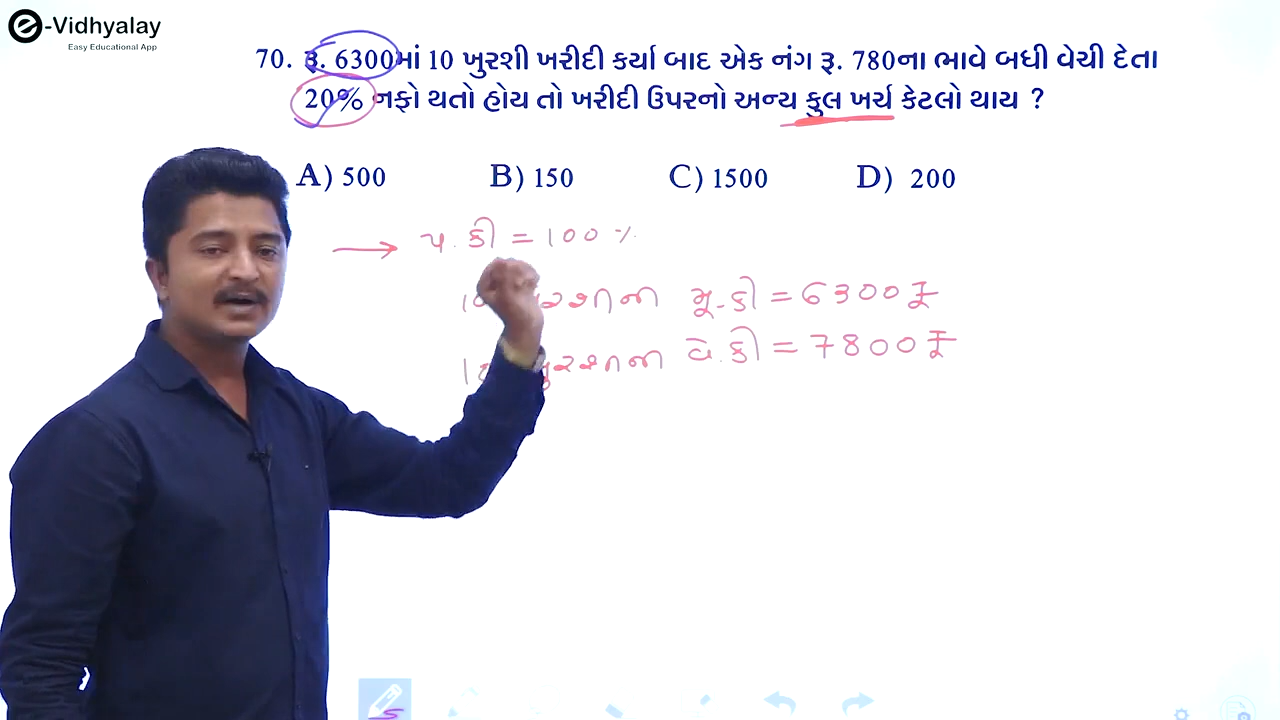 e-Vidhyalay
Easy Educational App
70. રૂ. 6300માં 10 ખુરશી ખરીદી કર્યા બાદ એક નંગ રૂ. 780ના ભાવે બધી વેચી દેતા
20% નફો થતો હોય તો ખરીદી ઉપરનો અન્ય કુલ ખર્ચ કેટલો થાય ?
A) 500 B) 150 C) 1500 D) 200
પ.કી = 100 %
મૂ.કી = 6300 રૂ
વે.કી = 7800 રૂ